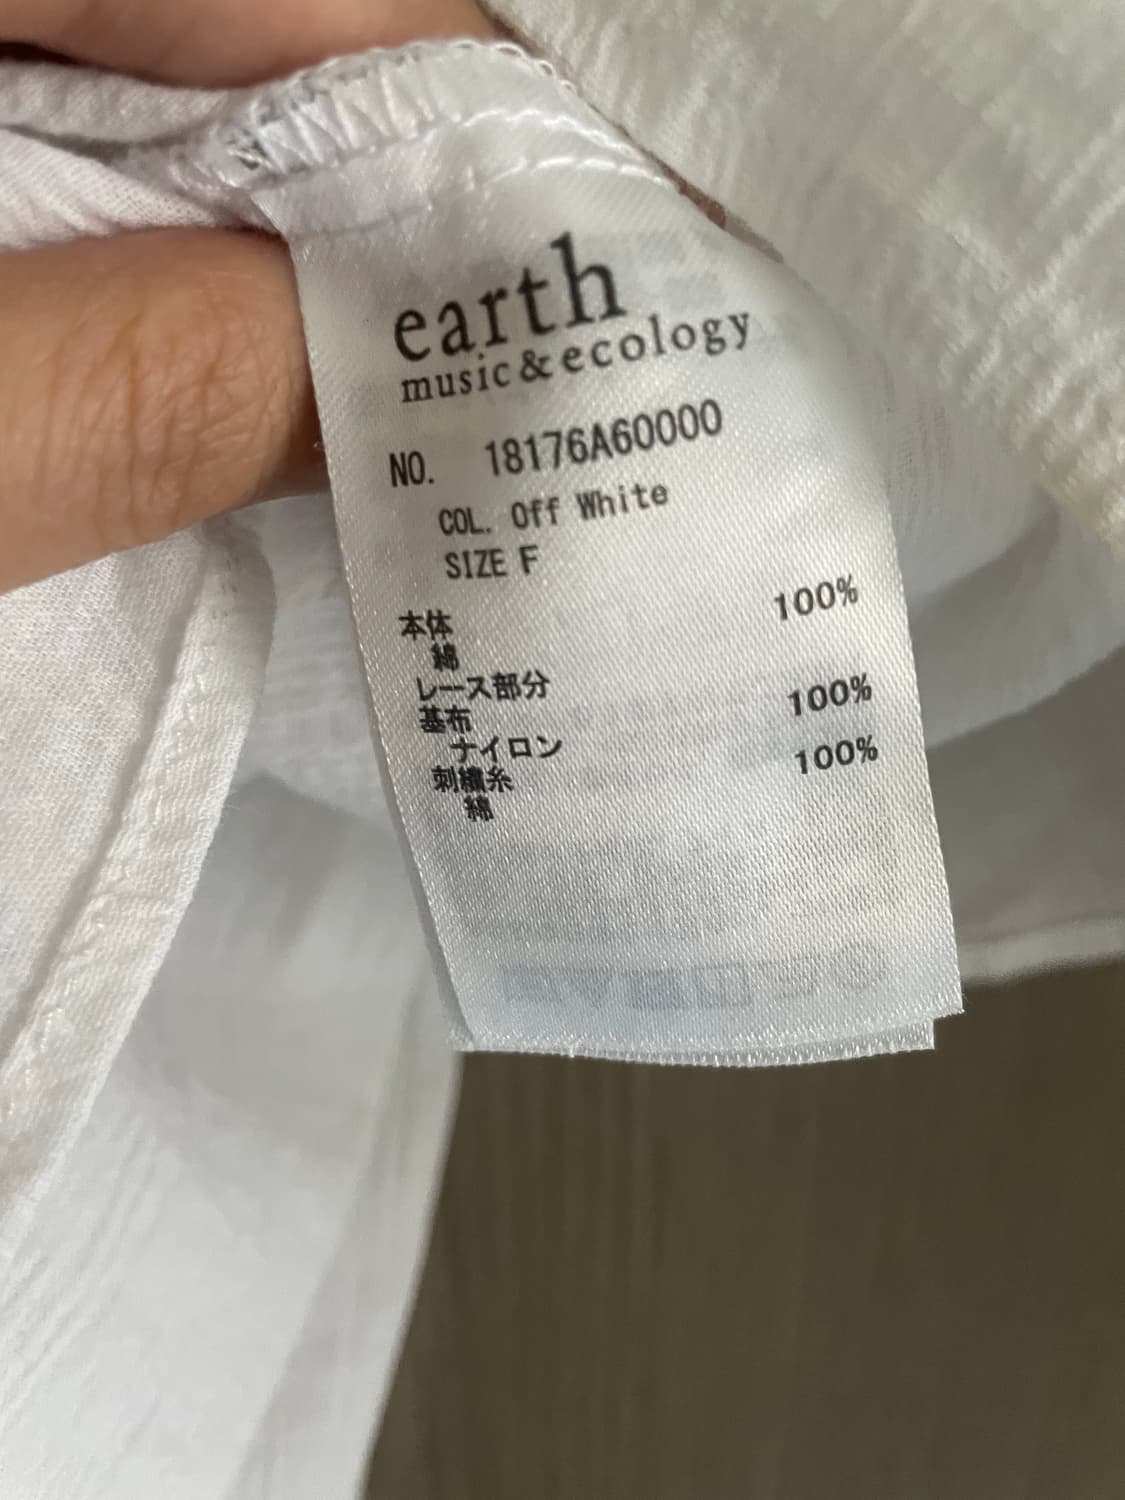 earth
music&ecology
NO. 18176A60000
COL. Off White
SIZE F
本体
綿 100%
レース部分
基布
ナイロン 100%
刺繍糸
綿 100%